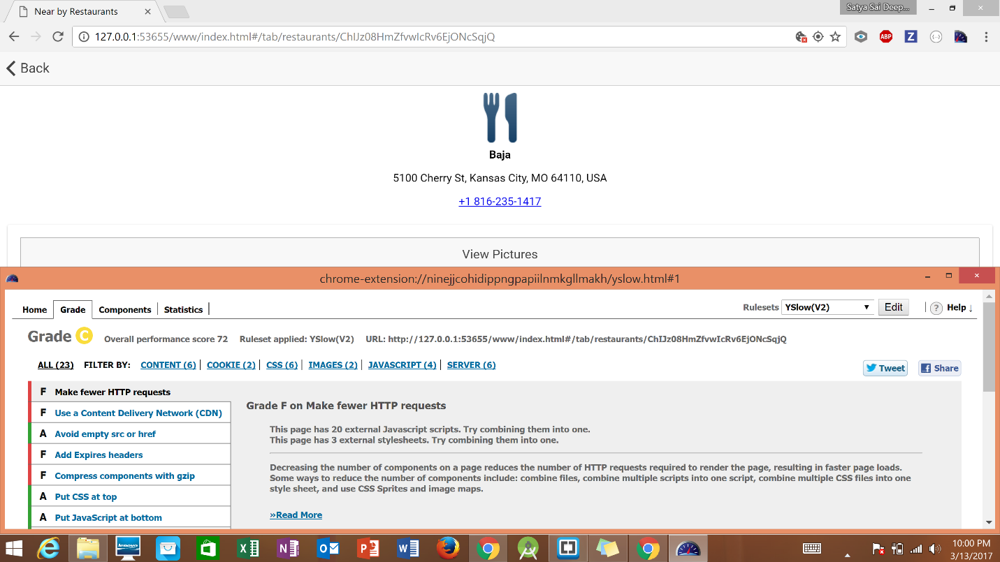 Near by Restaurants
Satya Sai Deep...
127.0.0.1:53655/www/index.html#/tab/restaurants/ChIJz08HmZfvwIcRv6EjONcSqjQ
ABP
Z
Back
Baja
5100 Cherry St, Kansas City, MO 64110, USA
+1 816-235-1417
View Pictures
chrome-extension://ninejjcohidippngpapiilnmkgllmakh/yslow.html#1
Home Grade Components Statistics Rulesets YSlow(V2) Edit ? Help ↓
Grade C Overall performance score 72 Ruleset applied: YSlow(V2) URL: http://127.0.0.1:53655/www/index.html#/tab/restaurants/ChIJz08HmZfvwIcRv6EjONcSqjQ
ALL (23) FILTER BY: CONTENT (6) COOKIE (2) CSS (6) IMAGES (2) JAVASCRIPT (4) SERVER (6)
Tweet Share
F Make fewer HTTP requests
F Use a Content Delivery Network (CDN)
A Avoid empty src or href
F Add Expires headers
F Compress components with gzip
A Put CSS at top
A Put JavaScript at bottom
Grade F on Make fewer HTTP requests
This page has 20 external Javascript scripts. Try combining them into one.
This page has 3 external stylesheets. Try combining them into one.
Decreasing the number of components on a page reduces the number of HTTP requests required to render the page, resulting in faster page loads.
Some ways to reduce the number of components include: combine files, combine multiple scripts into one script, combine multiple CSS files into one
style sheet, and use CSS Sprites and image maps.
»Read More
lenovo
10:00 PM
3/13/2017